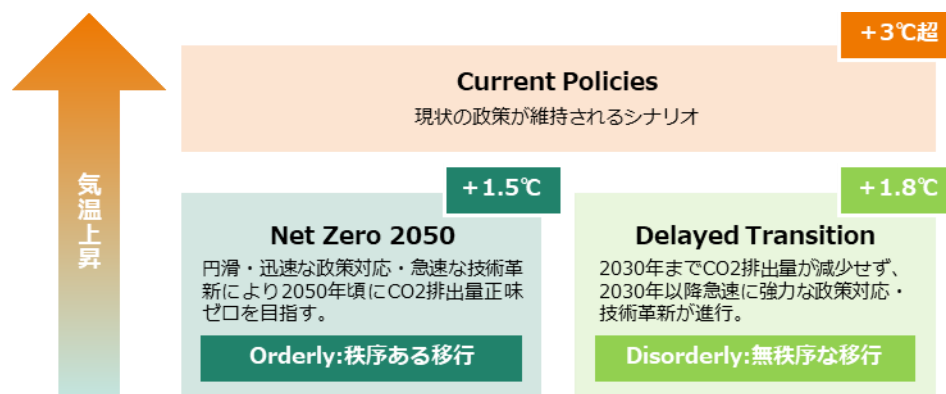 気温上昇
+3℃超
Current Policies
現状の政策が維持されるシナリオ
+1.5℃
Net Zero 2050
円滑・迅速な政策対応・急速な技術革
新により2050年頃にCO2排出量正味
ゼロを目指す。
Orderly:秩序ある移行
+1.8℃
Delayed Transition
2030年までCO2排出量が減少せず、
2030年以降急速に強力な政策対応・
技術革新が進行。
Disorderly:無秩序な移行